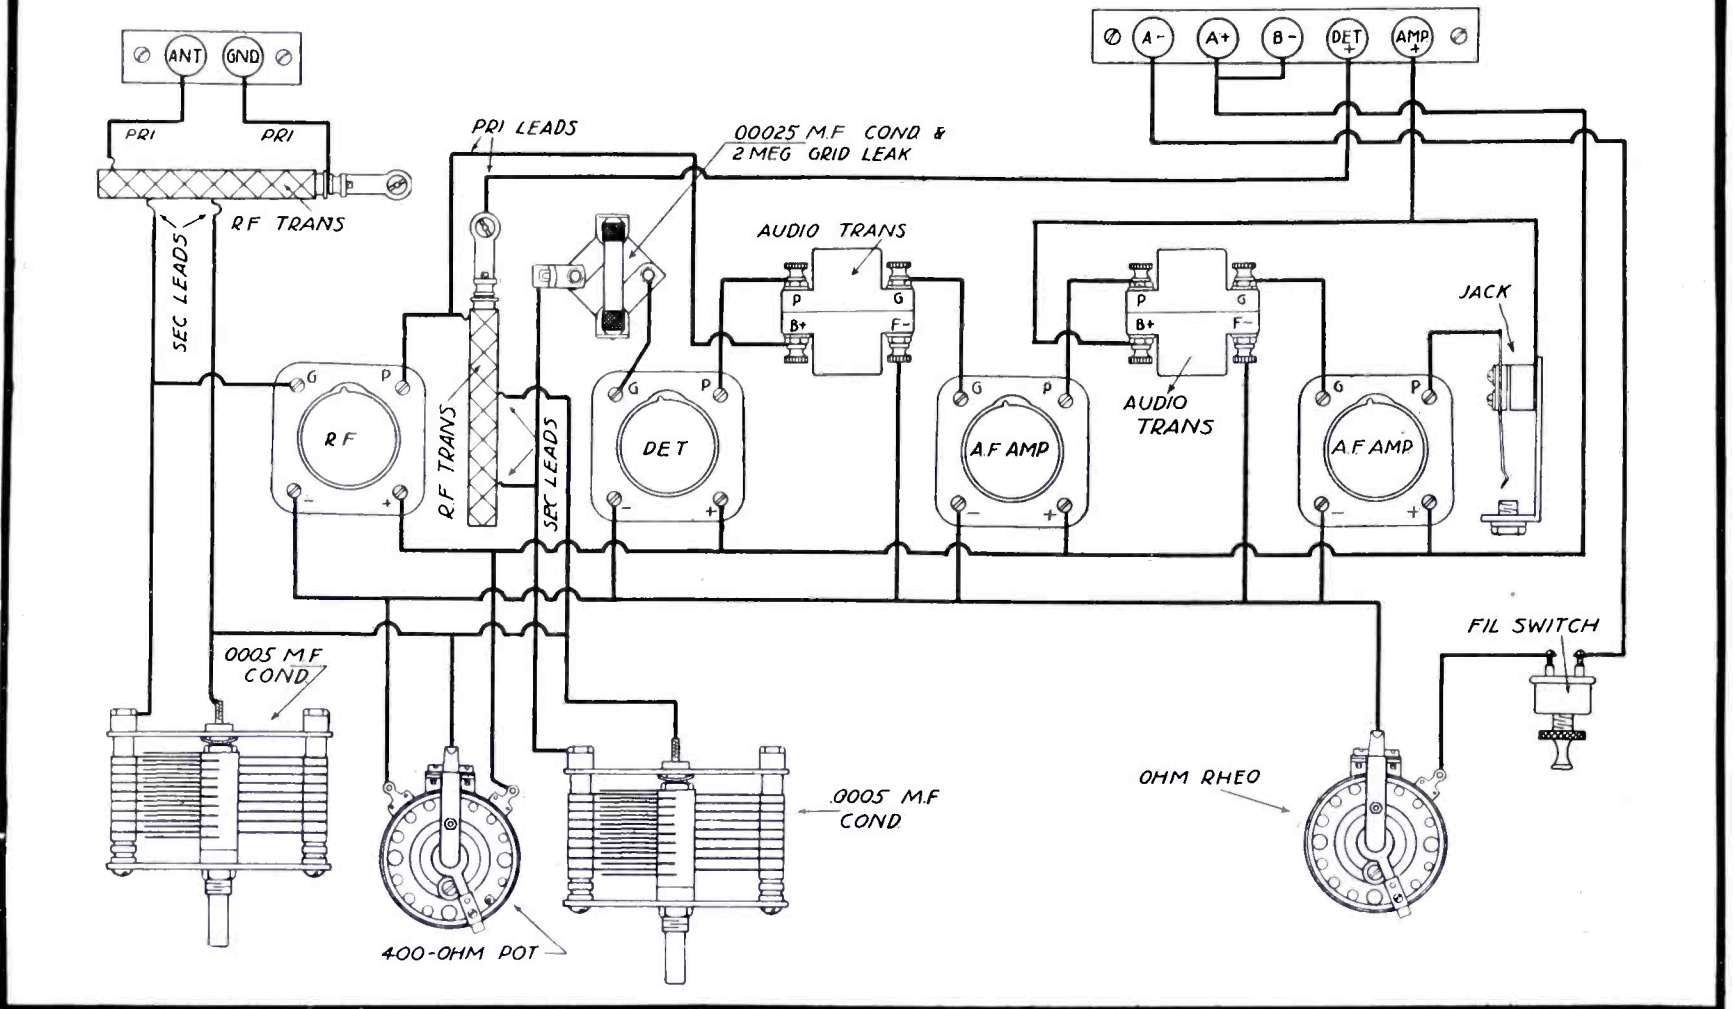 ANT GND
A- A+ B- DET + AMP +
PRI PRI
PRI LEADS
.00025 M.F COND &
2 MEG GRID LEAK
RF TRANS
SEC LEADS
AUDIO TRANS
P G
B+ F-
P G
B+ F-
AUDIO
TRANS
JACK
G P
RF
- +
R.F TRANS
SEC LEADS
G P
DET
- +
G P
A.F AMP
- +
G P
A.F AMP
- +
.0005 M.F
COND
FIL SWITCH
OHM RHEO
.0005 M.F
COND
400-OHM POT